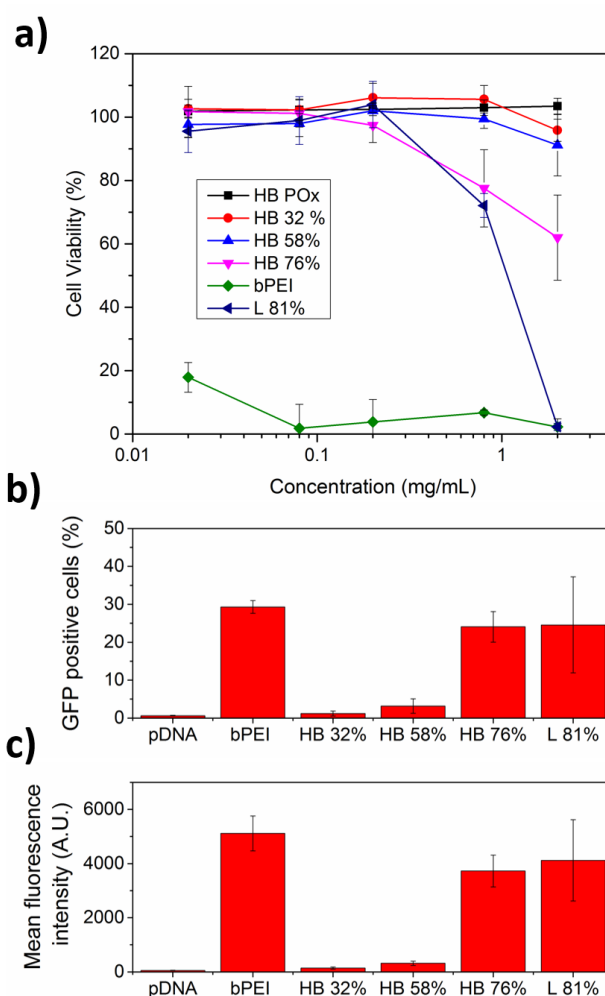 a)
120
100
80
60
40
20
0
Cell Viability (%)
HB POx
HB 32 %
HB 58%
HB 76%
bPEI
L 81%
0.01
0.1
1
Concentration (mg/mL)
b)
50
40
30
20
10
0
GFP positive cells (%)
pDNA
bPEI
HB 32%
HB 58%
HB 76%
L 81%
c)
6000
4000
2000
0
Mean fluorescence
intensity (A.U.)
pDNA
bPEI
HB 32%
HB 58%
HB 76%
L 81%